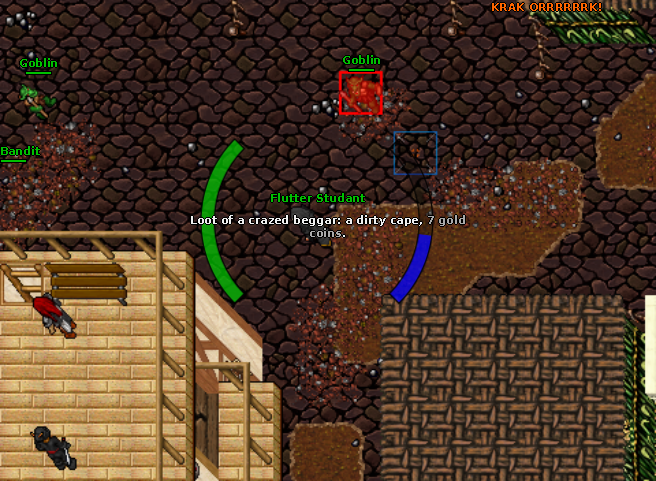 KRAK ORRRRRRK!
Goblin
Goblin
Bandit
Flutter Studant
Loot of a crazed beggar: a dirty cape, 7 gold
coins.